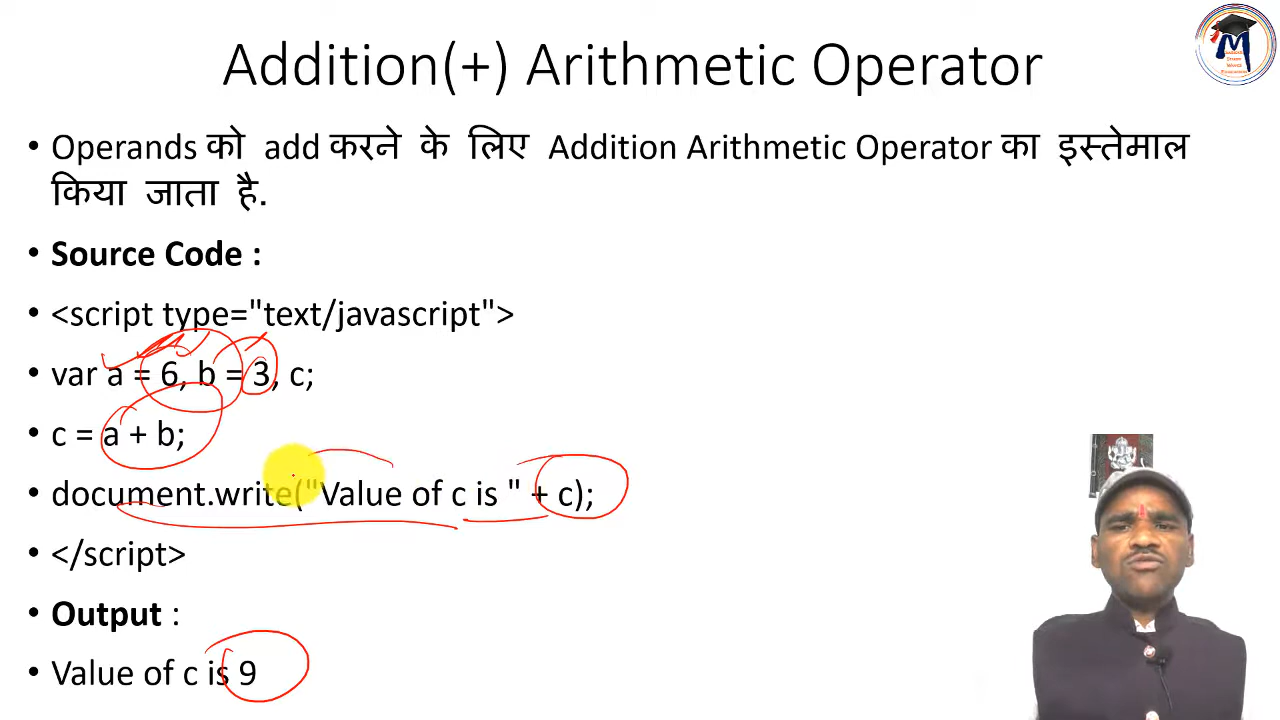 Addition(+) Arithmetic Operator
• Operands को add करने के लिए Addition Arithmetic Operator का इस्तेमाल
किया जाता है.
• Source Code :
• <script type="text/javascript">
• var a = 6, b = 3, c;
• c = a + b;
• document.write("Value of c is " + c);
• </script>
• Output :
• Value of c is 9